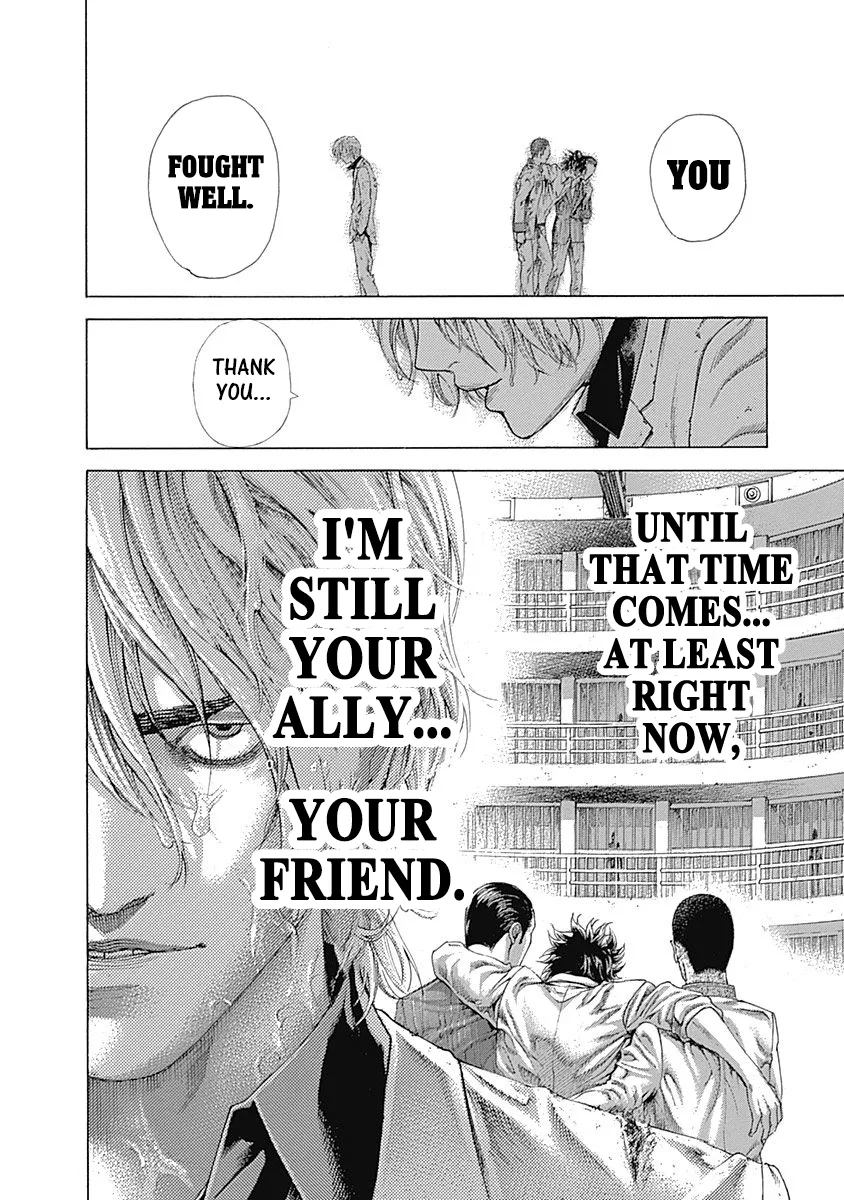 YOU
FOUGHT
WELL.
THANK
YOU...
UNTIL
THAT TIME
COMES...
AT LEAST
RIGHT
NOW,
I'M
STILL
YOUR
ALLY...
YOUR
FRIEND.